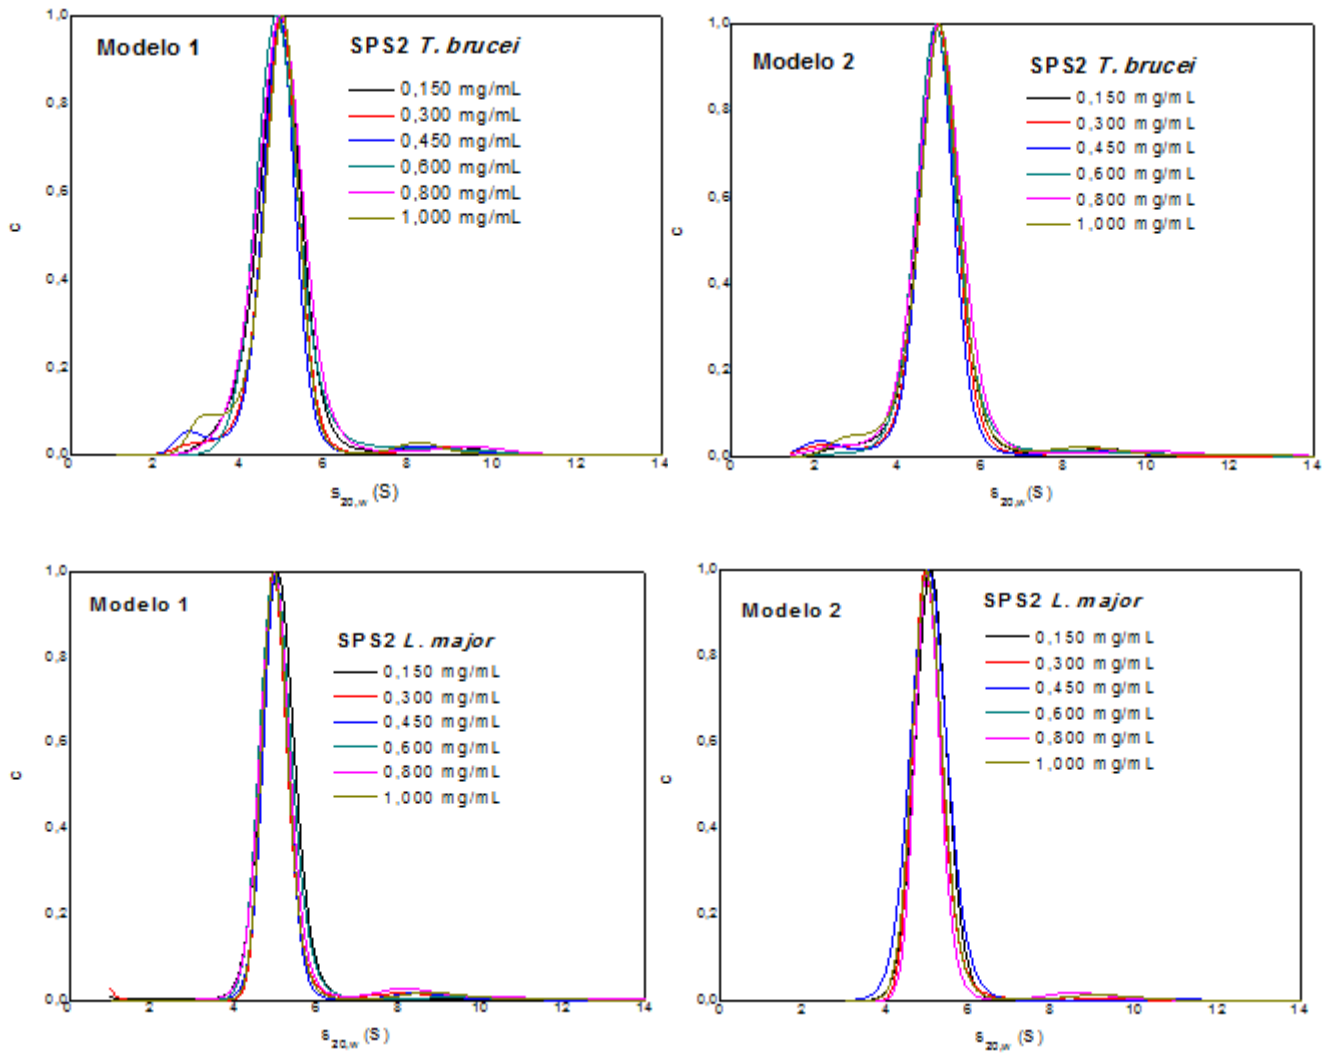 Modelo 1
SPS2 T. brucei
0,150 mg/mL
0,300 mg/mL
0,450 mg/mL
0,600 mg/mL
0,800 mg/mL
1,000 mg/mL
1,0
0,8
0,6
0,4
0,2
0,0
c
0 2 4 6 8 10 12 14
s20,w (S)
Modelo 2
SPS2 T. brucei
0,150 mg/mL
0,300 mg/mL
0,450 mg/mL
0,600 mg/mL
0,800 mg/mL
1,000 mg/mL
1,0
0,8
0,6
0,4
0,2
0,0
c
0 2 4 6 8 10 12 14
s20,w (S)
Modelo 1
SPS2 L. major
0,150 mg/mL
0,300 mg/mL
0,450 mg/mL
0,600 mg/mL
0,800 mg/mL
1,000 mg/mL
1,0
0,8
0,6
0,4
0,2
0,0
c
0 2 4 6 8 10 12 14
s20,w (S)
Modelo 2
SPS2 L. major
0,150 mg/mL
0,300 mg/mL
0,450 mg/mL
0,600 mg/mL
0,800 mg/mL
1,000 mg/mL
1,0
0,8
0,6
0,4
0,2
0,0
c
0 2 4 6 8 10 12 14
s20,w (S)